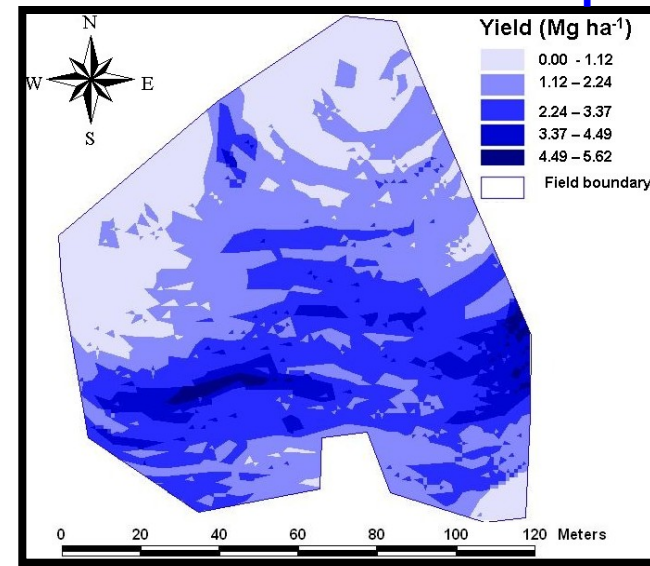 N
W E
S
Yield (Mg ha-1)
0.00 - 1.12
1.12 – 2.24
2.24 – 3.37
3.37 – 4.49
4.49 – 5.62
Field boundary
0 20 40 60 80 100 120 Meters